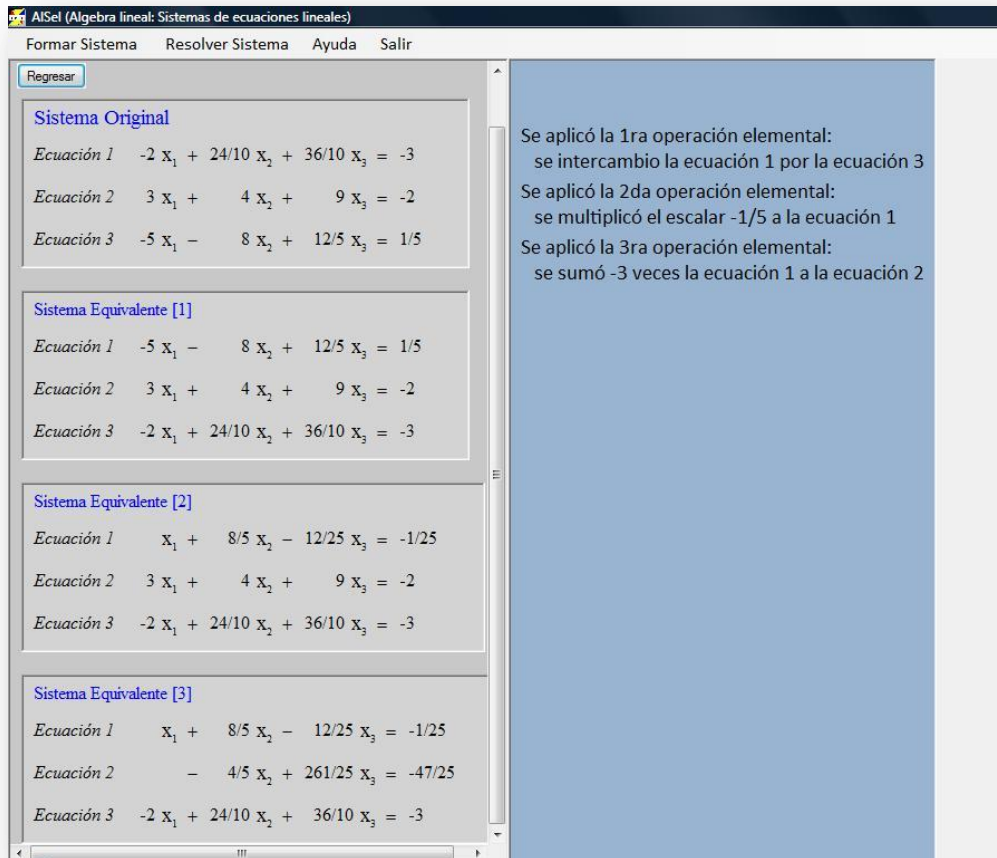 AlSel (Algebra lineal: Sistemas de ecuaciones lineales)
Formar Sistema Resolver Sistema Ayuda Salir
Regresar
Sistema Original
Ecuación 1 -2 x₁ + 24/10 x₂ + 36/10 x₃ = -3
Ecuación 2 3 x₁ + 4 x₂ + 9 x₃ = -2
Ecuación 3 -5 x₁ − 8 x₂ + 12/5 x₃ = 1/5
Sistema Equivalente [1]
Ecuación 1 -5 x₁ − 8 x₂ + 12/5 x₃ = 1/5
Ecuación 2 3 x₁ + 4 x₂ + 9 x₃ = -2
Ecuación 3 -2 x₁ + 24/10 x₂ + 36/10 x₃ = -3
Sistema Equivalente [2]
Ecuación 1 x₁ + 8/5 x₂ − 12/25 x₃ = -1/25
Ecuación 2 3 x₁ + 4 x₂ + 9 x₃ = -2
Ecuación 3 -2 x₁ + 24/10 x₂ + 36/10 x₃ = -3
Sistema Equivalente [3]
Ecuación 1 x₁ + 8/5 x₂ − 12/25 x₃ = -1/25
Ecuación 2 − 4/5 x₂ + 261/25 x₃ = -47/25
Ecuación 3 -2 x₁ + 24/10 x₂ + 36/10 x₃ = -3
Se aplicó la 1ra operación elemental:
se intercambio la ecuación 1 por la ecuación 3
Se aplicó la 2da operación elemental:
se multiplicó el escalar -1/5 a la ecuación 1
Se aplicó la 3ra operación elemental:
se sumó -3 veces la ecuación 1 a la ecuación 2